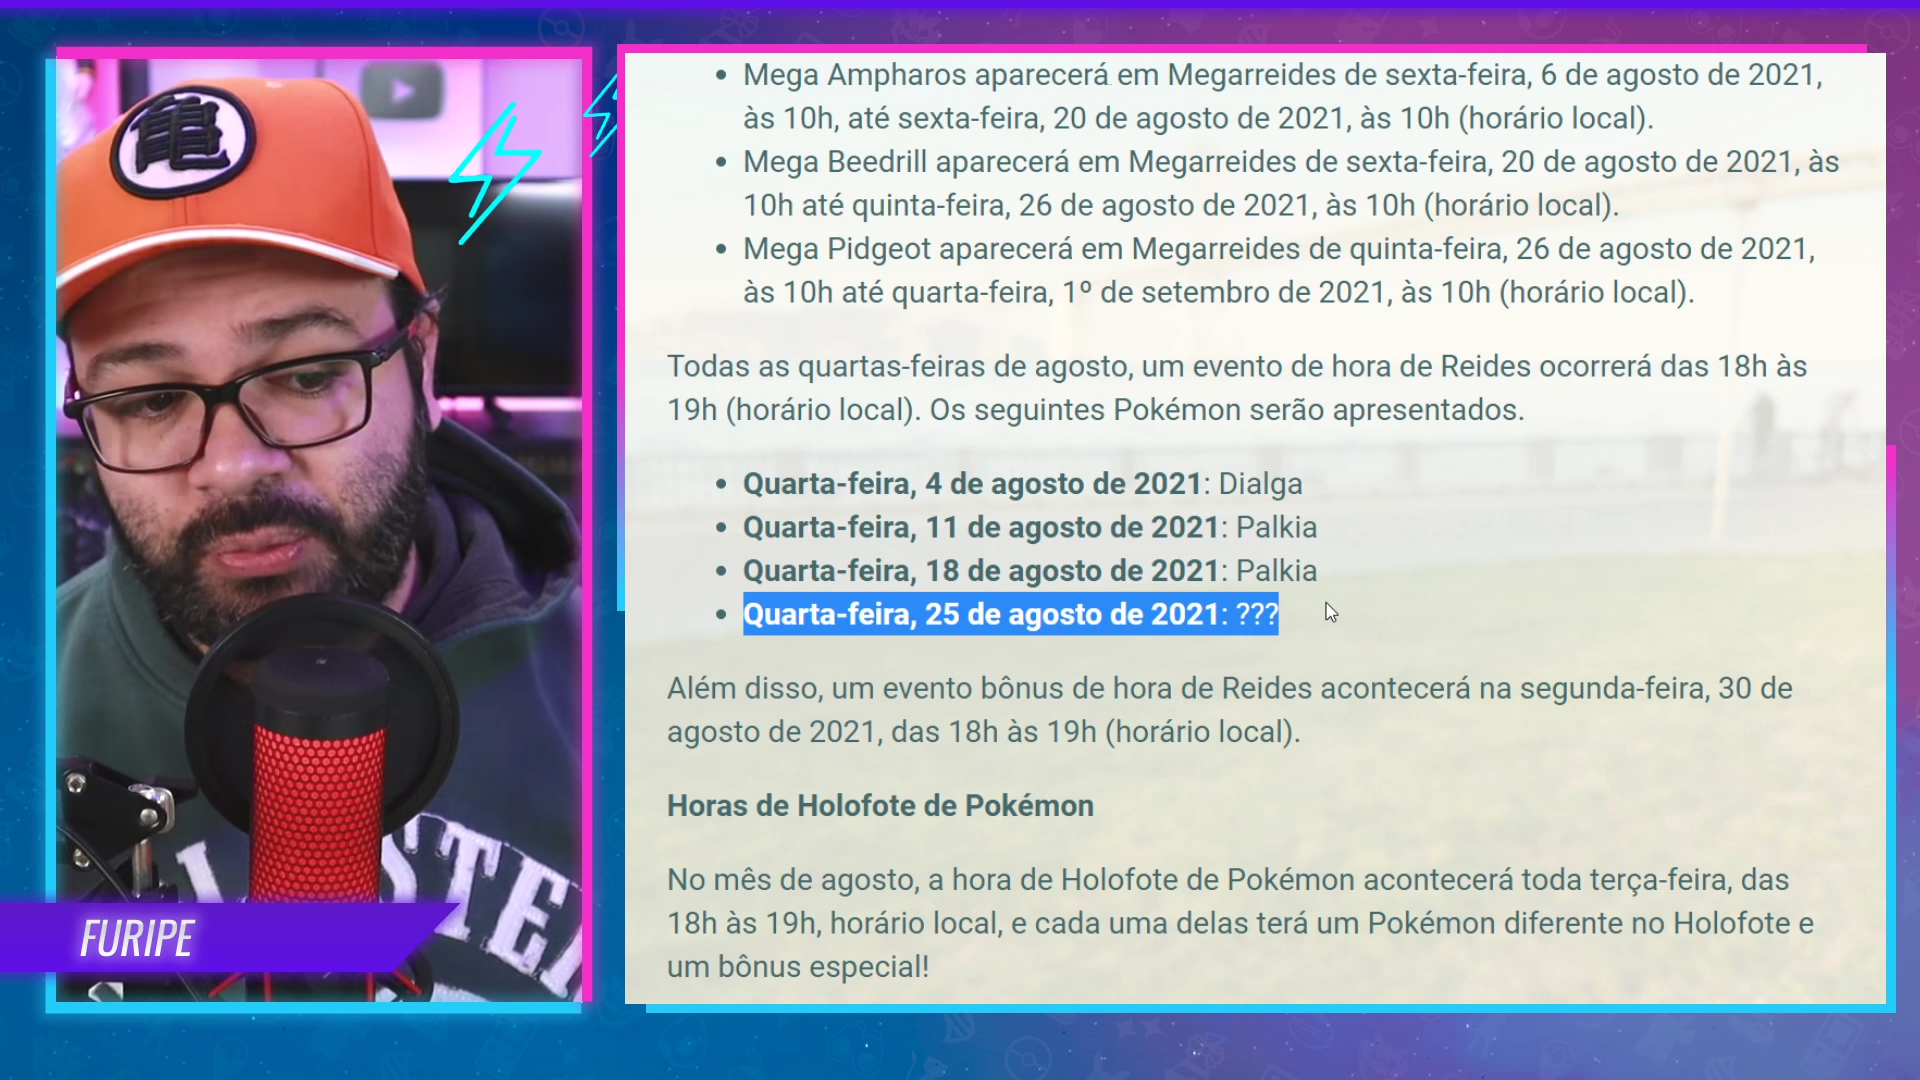 亀
Mega Ampharos aparecerá em Megarreides de sexta-feira, 6 de agosto de 2021,
às 10h, até sexta-feira, 20 de agosto de 2021, às 10h (horário local).
Mega Beedrill aparecerá em Megarreides de sexta-feira, 20 de agosto de 2021, às
10h até quinta-feira, 26 de agosto de 2021, às 10h (horário local).
Mega Pidgeot aparecerá em Megarreides de quinta-feira, 26 de agosto de 2021,
às 10h até quarta-feira, 1º de setembro de 2021, às 10h (horário local).
Todas as quartas-feiras de agosto, um evento de hora de Reides ocorrerá das 18h às
19h (horário local). Os seguintes Pokémon serão apresentados.
Quarta-feira, 4 de agosto de 2021: Dialga
Quarta-feira, 11 de agosto de 2021: Palkia
Quarta-feira, 18 de agosto de 2021: Palkia
Quarta-feira, 25 de agosto de 2021: ???
Além disso, um evento bônus de hora de Reides acontecerá na segunda-feira, 30 de
agosto de 2021, das 18h às 19h (horário local).
Horas de Holofote de Pokémon
No mês de agosto, a hora de Holofote de Pokémon acontecerá toda terça-feira, das
18h às 19h, horário local, e cada uma delas terá um Pokémon diferente no Holofote e
um bônus especial!
FURIPE